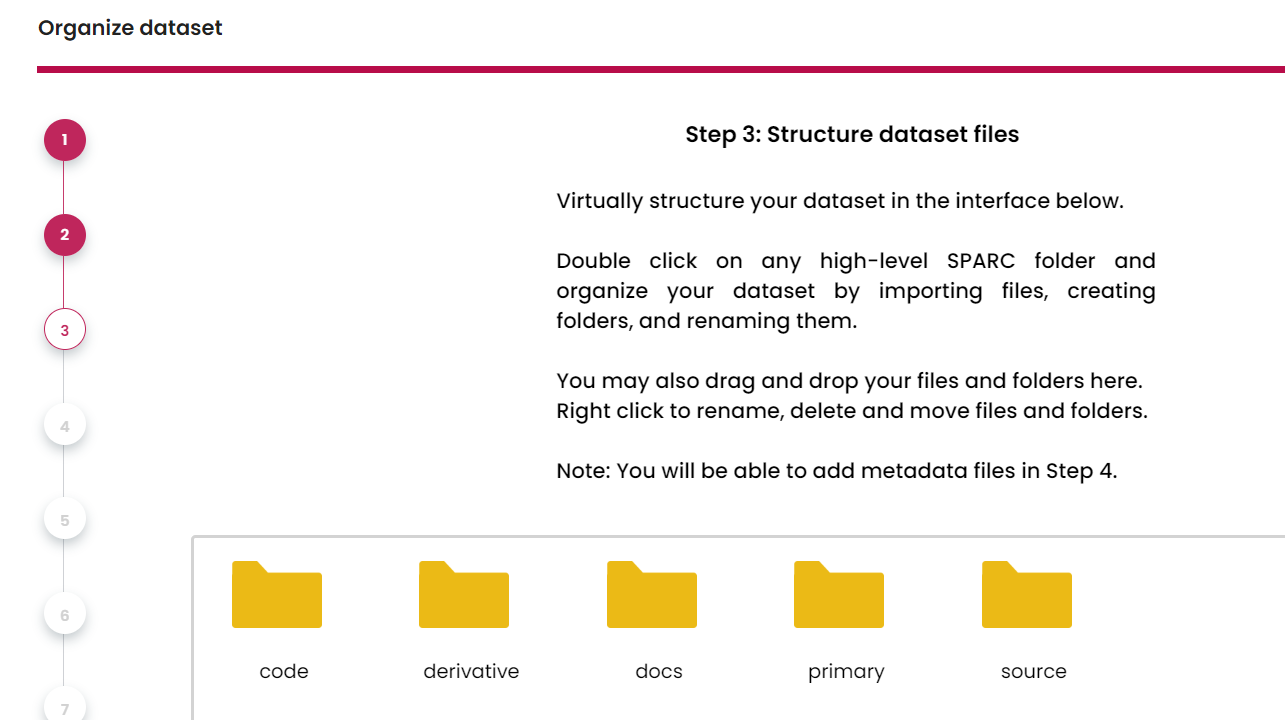 Organize dataset
1
2
3
4
5
6
7
Step 3: Structure dataset files
Virtually structure your dataset in the interface below.
Double click on any high-level SPARC folder and
organize your dataset by importing files, creating
folders, and renaming them.
You may also drag and drop your files and folders here.
Right click to rename, delete and move files and folders.
Note: You will be able to add metadata files in Step 4.
code derivative docs primary source